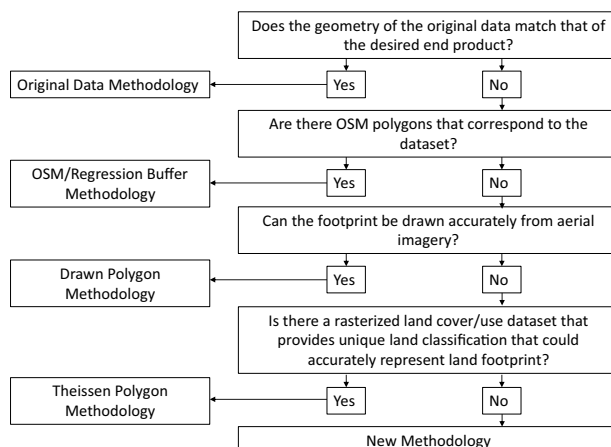 Does the geometry of the original data match that of
the desired end product?
Original Data Methodology
Yes
No
Are there OSM polygons that correspond to the
dataset?
OSM/Regression Buffer
Methodology
Yes
No
Can the footprint be drawn accurately from aerial
imagery?
Drawn Polygon
Methodology
Yes
No
Is there a rasterized land cover/use dataset that
provides unique land classification that could
accurately represent land footprint?
Theissen Polygon
Methodology
Yes
No
New Methodology